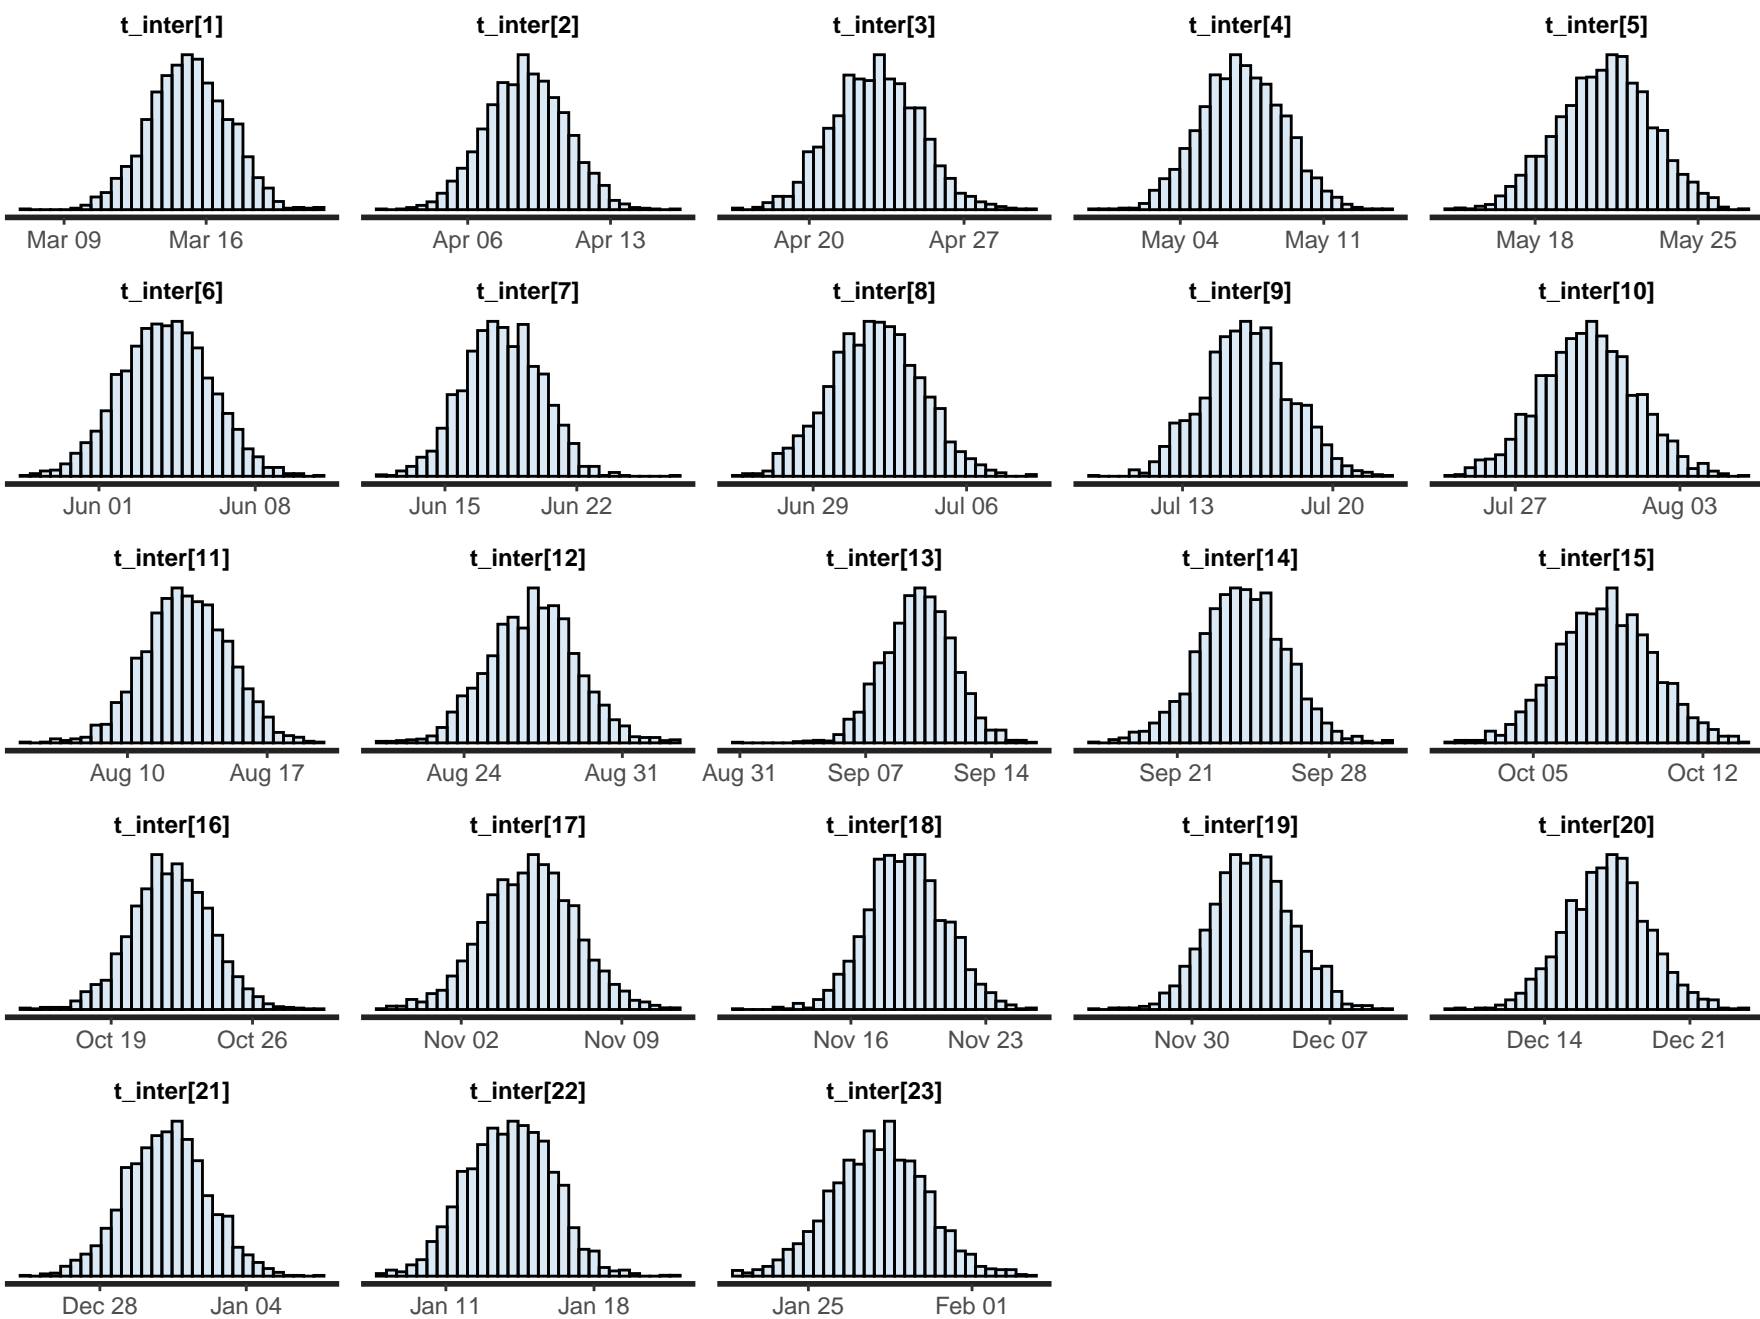 t_inter[1] t_inter[2] t_inter[3] t_inter[4] t_inter[5]
Mar 09 Mar 16 Apr 06 Apr 13 Apr 20 Apr 27 May 04 May 11 May 18 May 25
t_inter[6] t_inter[7] t_inter[8] t_inter[9] t_inter[10]
Jun 01 Jun 08 Jun 15 Jun 22 Jun 29 Jul 06 Jul 13 Jul 20 Jul 27 Aug 03
t_inter[11] t_inter[12] t_inter[13] t_inter[14] t_inter[15]
Aug 10 Aug 17 Aug 24 Aug 31 Aug 31 Sep 07 Sep 14 Sep 21 Sep 28 Oct 05 Oct 12
t_inter[16] t_inter[17] t_inter[18] t_inter[19] t_inter[20]
Oct 19 Oct 26 Nov 02 Nov 09 Nov 16 Nov 23 Nov 30 Dec 07 Dec 14 Dec 21
t_inter[21] t_inter[22] t_inter[23]
Dec 28 Jan 04 Jan 11 Jan 18 Jan 25 Feb 01